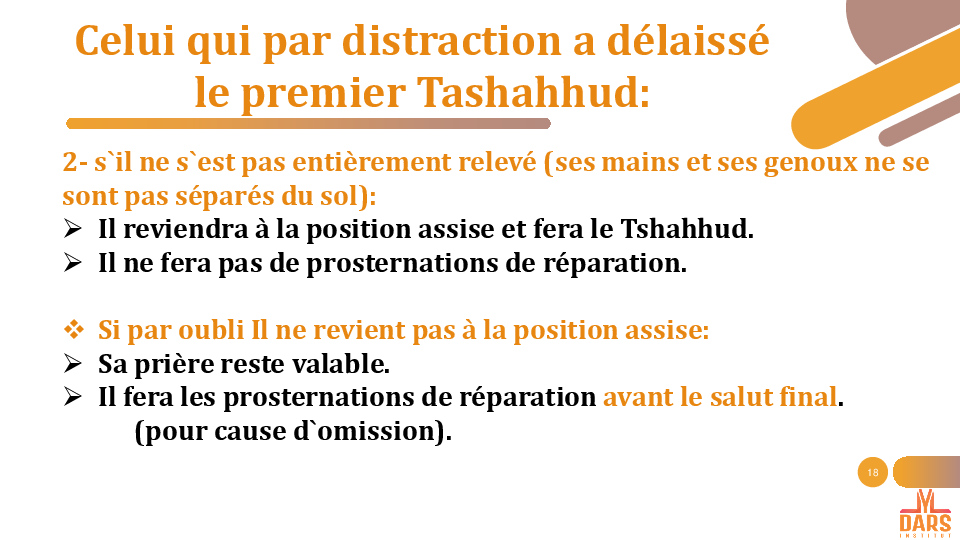 Celui qui par distraction a délaissé
le premier Tashahhud:
2- s`il ne s`est pas entièrement relevé (ses mains et ses genoux ne se
sont pas séparés du sol):
➢ Il reviendra à la position assise et fera le Tshahhud.
➢ Il ne fera pas de prosternations de réparation.
❖ Si par oubli Il ne revient pas à la position assise:
➢ Sa prière reste valable.
➢ Il fera les prosternations de réparation avant le salut final.
(pour cause d`omission).
18
DARS
INSTITUT